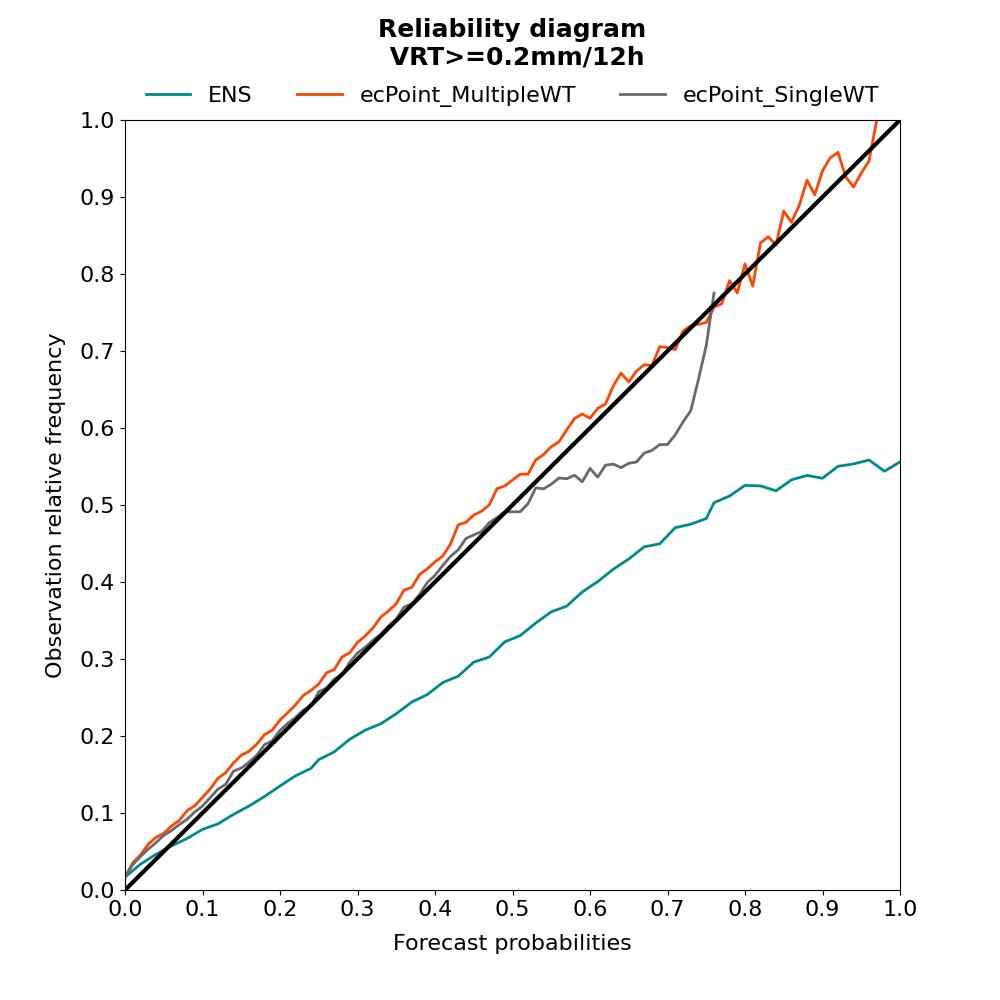 Reliability diagram
VRT>=0.2mm/12h
ENS ecPoint_MultipleWT ecPoint_SingleWT
1.0
0.9
0.8
0.7
0.6
0.5
0.4
0.3
0.2
0.1
0.0
Observation relative frequency
0.0 0.1 0.2 0.3 0.4 0.5 0.6 0.7 0.8 0.9 1.0
Forecast probabilities